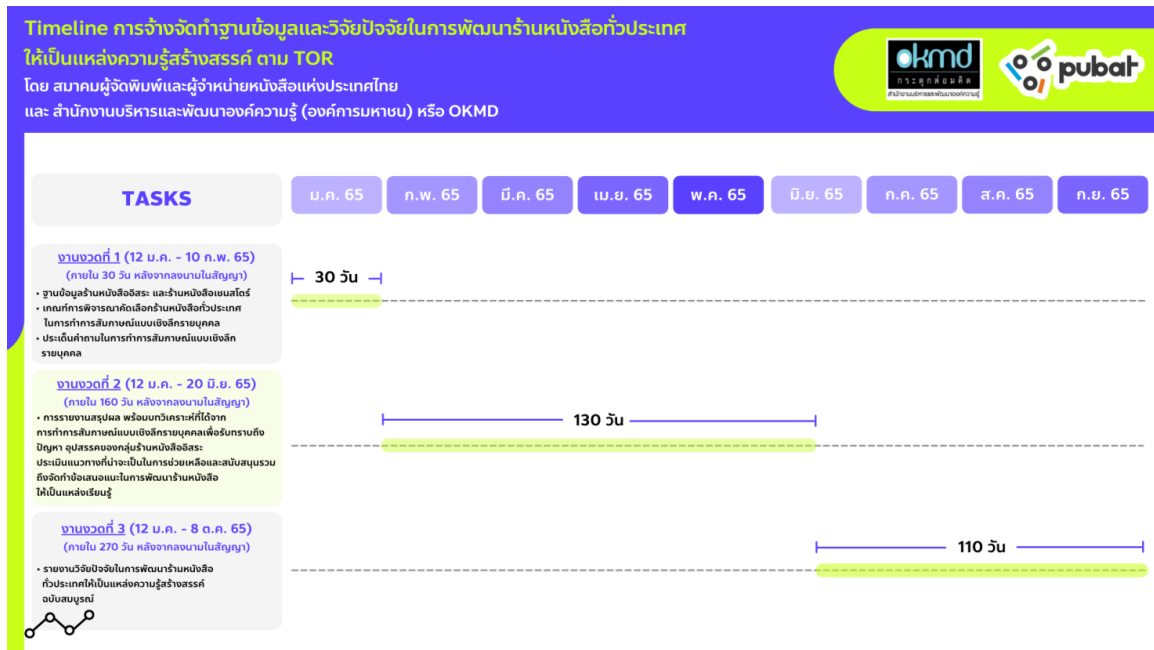 Timeline การจ้างจัดทำฐานข้อมูลและวิจัยปัจจัยในการพัฒนาร้านหนังสือทั่วประเทศ
ให้เป็นแหล่งความรู้สร้างสรรค์ ตาม TOR
โดย สมาคมผู้จัดพิมพ์และผู้จำหน่ายหนังสือแห่งประเทศไทย
และ สำนักงานบริหารและพัฒนาองค์ความรู้ (องค์การมหาชน) หรือ OKMD
okmd
กระตุกต่อมคิด
สำนักงานบริหารและพัฒนาองค์ความรู้
pubat
TASKS
ม.ค. 65 ก.พ. 65 มี.ค. 65 เม.ย. 65 พ.ค. 65 มิ.ย. 65 ก.ค. 65 ส.ค. 65 ก.ย. 65
งานงวดที่ 1 (12 ม.ค. - 10 ก.พ. 65)
(ภายใน 30 วัน หลังจากลงนามในสัญญา)
• ฐานข้อมูลร้านหนังสืออิสระ และร้านหนังสือเชนสโตร์
• เกณฑ์การพิจารณาคัดเลือกร้านหนังสือทั่วประเทศ
ในการทำการสัมภาษณ์แบบเชิงลึกรายบุคคล
• ประเด็นคำถามในการทำการสัมภาษณ์แบบเชิงลึก
รายบุคคล
30 วัน
งานงวดที่ 2 (12 ม.ค. - 20 มิ.ย. 65)
(ภายใน 160 วัน หลังจากลงนามในสัญญา)
• การรายงานสรุปผล พร้อมบทวิเคราะห์ที่ได้จาก
การทำการสัมภาษณ์แบบเชิงลึกรายบุคคลเพื่อรับทราบถึง
ปัญหา อุปสรรคของกลุ่มร้านหนังสืออิสระ
ประเมินแนวทางที่น่าจะเป็นในการช่วยเหลือและสนับสนุนรวม
ถึงจัดทำข้อเสนอแนะในการพัฒนาร้านหนังสือ
ให้เป็นแหล่งเรียนรู้
130 วัน
งานงวดที่ 3 (12 ม.ค. - 8 ต.ค. 65)
(ภายใน 270 วัน หลังจากลงนามในสัญญา)
• รายงานวิจัยปัจจัยในการพัฒนาร้านหนังสือ
ทั่วประเทศให้เป็นแหล่งความรู้สร้างสรรค์
ฉบับสมบูรณ์
110 วัน